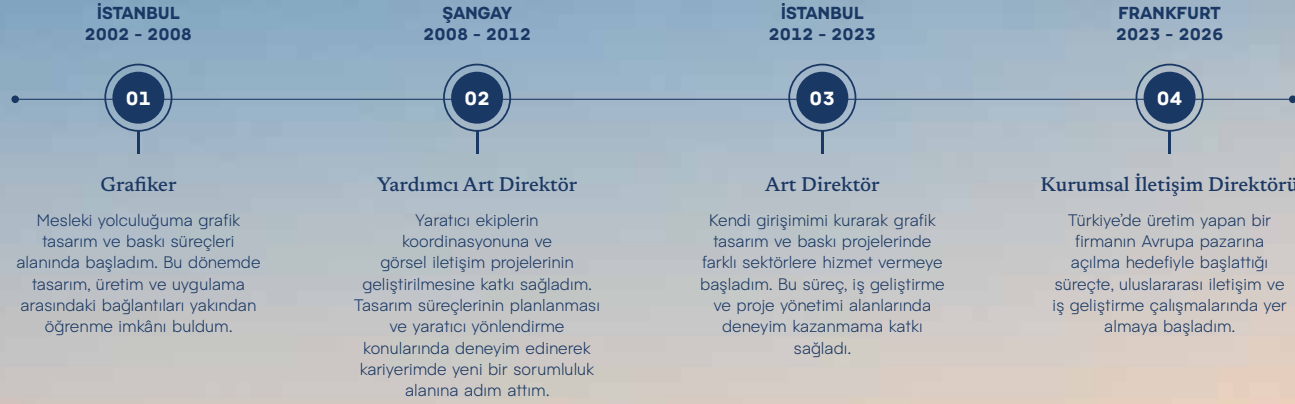 İSTANBUL
2002 - 2008
01
Grafiker
Mesleki yolculuğuma grafik
tasarım ve baskı süreçleri
alanında başladım. Bu dönemde
tasarım, üretim ve uygulama
arasındaki bağlantıları yakından
öğrenme imkânı buldum.
ŞANGAY
2008 - 2012
02
Yardımcı Art Direktör
Yaratıcı ekiplerin
koordinasyonuna ve
görsel iletişim projelerinin
geliştirilmesine katkı sağladım.
Tasarım süreçlerinin planlanması
ve yaratıcı yönlendirme
konularında deneyim edinerek
kariyerimde yeni bir sorumluluk
alanına adım attım.
İSTANBUL
2012 - 2023
03
Art Direktör
Kendi girişimimi kurarak grafik
tasarım ve baskı projelerinde
farklı sektörlere hizmet vermeye
başladım. Bu süreç, iş geliştirme
ve proje yönetimi alanlarında
deneyim kazanmama katkı
sağladı.
FRANKFURT
2023 - 2026
04
Kurumsal İletişim Direktörü
Türkiye'de üretim yapan bir
firmanın Avrupa pazarına
açılma hedefiyle başlattığı
süreçte, uluslararası iletişim ve
iş geliştirme çalışmalarında yer
almaya başladım.